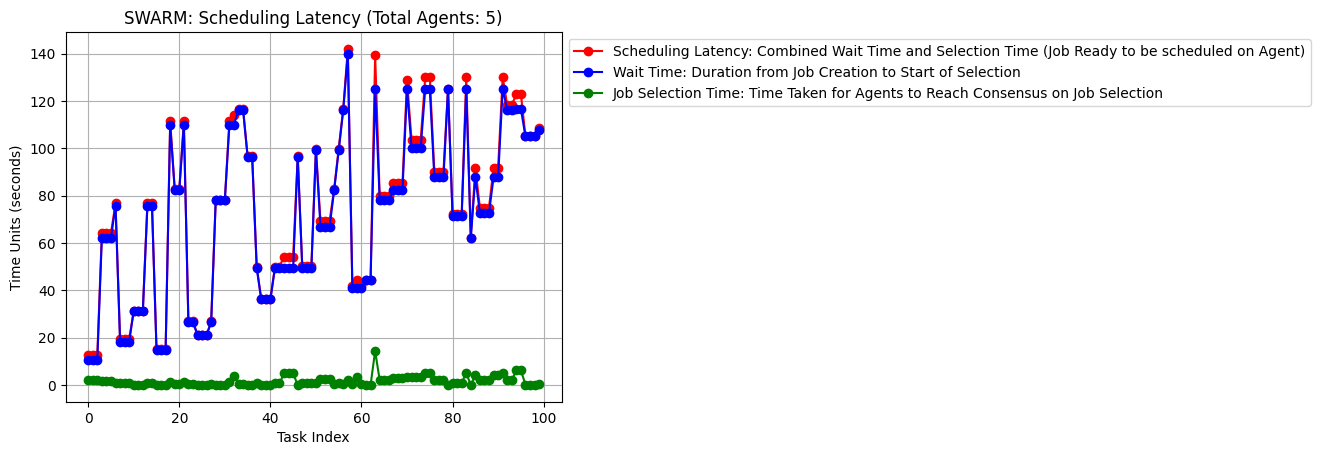 SWARM: Scheduling Latency (Total Agents: 5)
Scheduling Latency: Combined Wait Time and Selection Time (Job Ready to be scheduled on Agent)
Wait Time: Duration from Job Creation to Start of Selection
Job Selection Time: Time Taken for Agents to Reach Consensus on Job Selection
Time Units (seconds)
140
120
100
80
60
40
20
0
0 20 40 60 80 100
Task Index